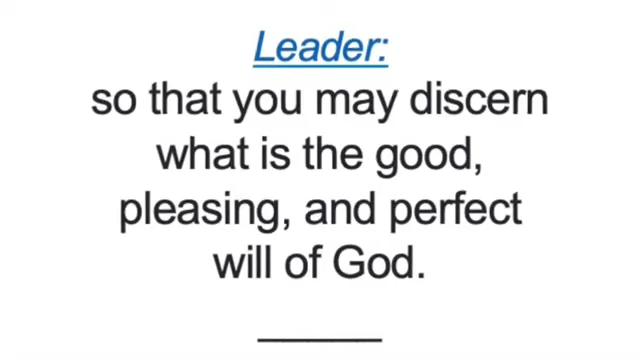 Leader:
so that you may discern
what is the good,
pleasing, and perfect
will of God.